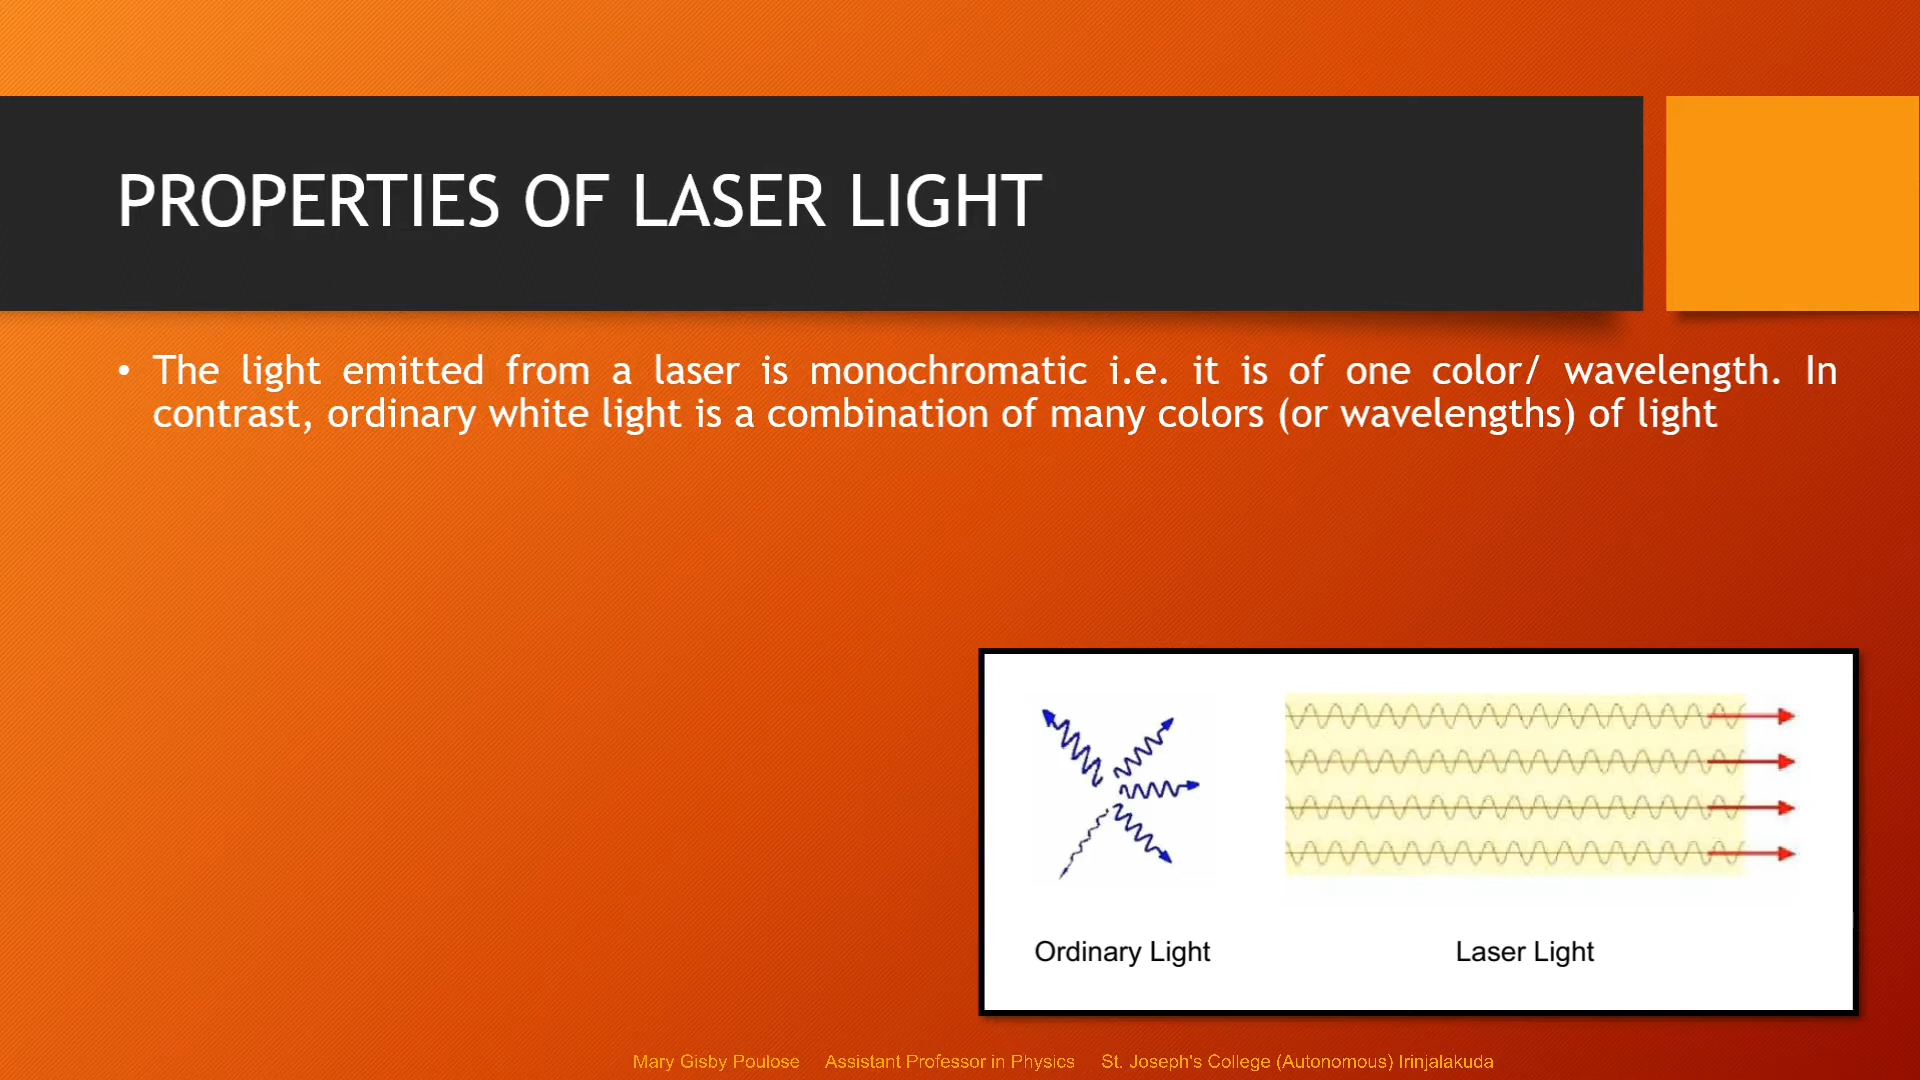 PROPERTIES OF LASER LIGHT
• The light emitted from a laser is monochromatic i.e. it is of one color/ wavelength. In
contrast, ordinary white light is a combination of many colors (or wavelengths) of light
Ordinary Light
Laser Light
Mary Gisby Poulose Assistant Professor in Physics St. Joseph's College (Autonomous) Irinjalakuda